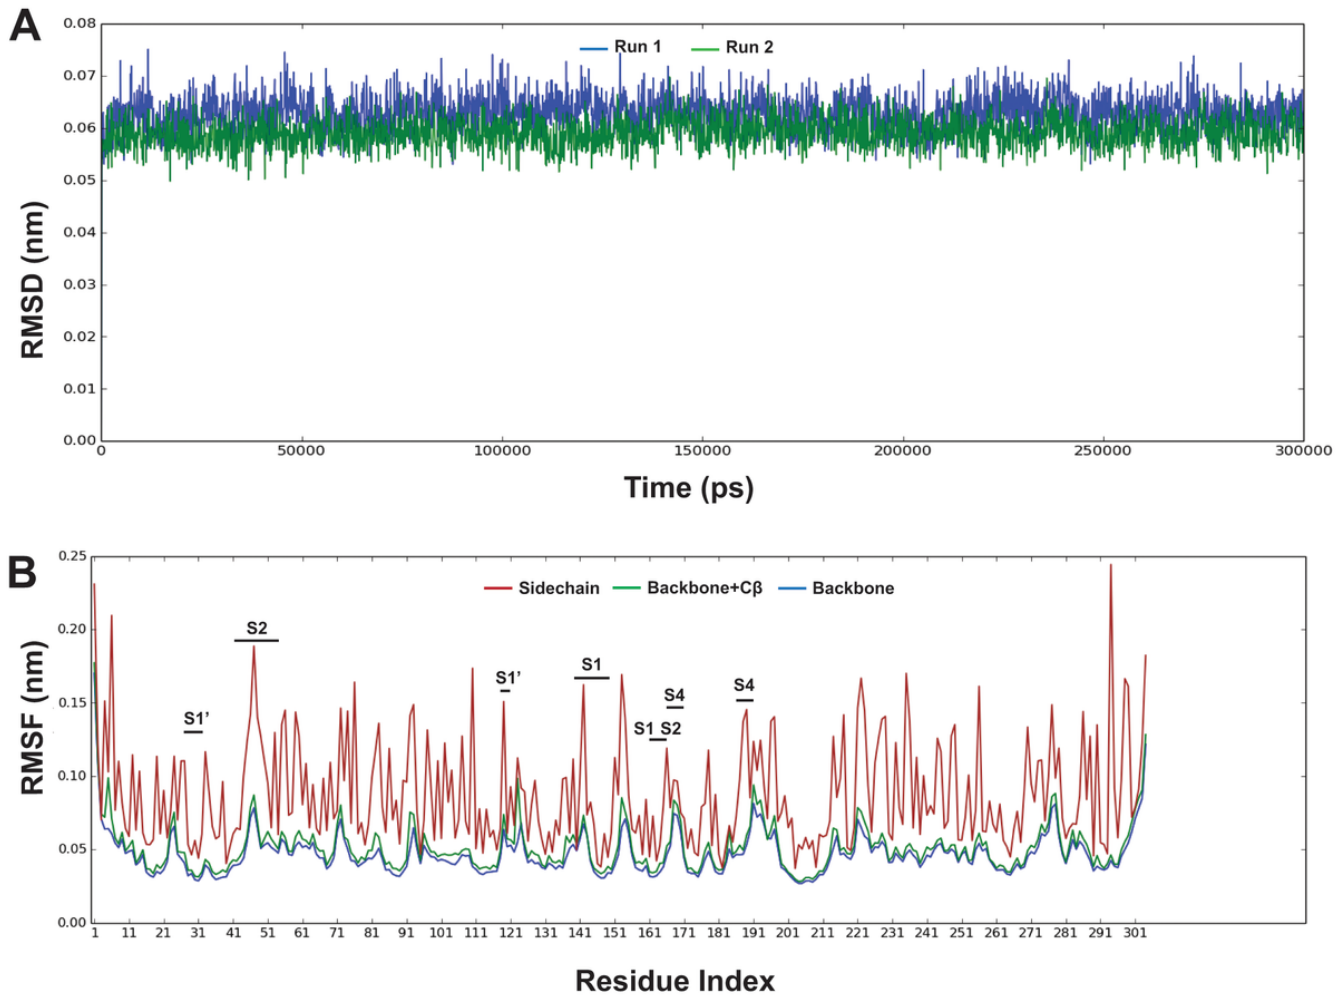 A
0.08
Run 1 Run 2
0.07
0.06
0.05
0.04
0.03
0.02
0.01
0.00
RMSD (nm)
0 50000 100000 150000 200000 250000 300000
Time (ps)
B
0.25
Sidechain Backbone+Cβ Backbone
0.20
0.15
0.10
0.05
0.00
RMSF (nm)
S2
S1’
S1’
S1
S4
S1 S2
S4
1 11 21 31 41 51 61 71 81 91 101 111 121 131 141 151 161 171 181 191 201 211 221 231 241 251 261 271 281 291 301
Residue Index